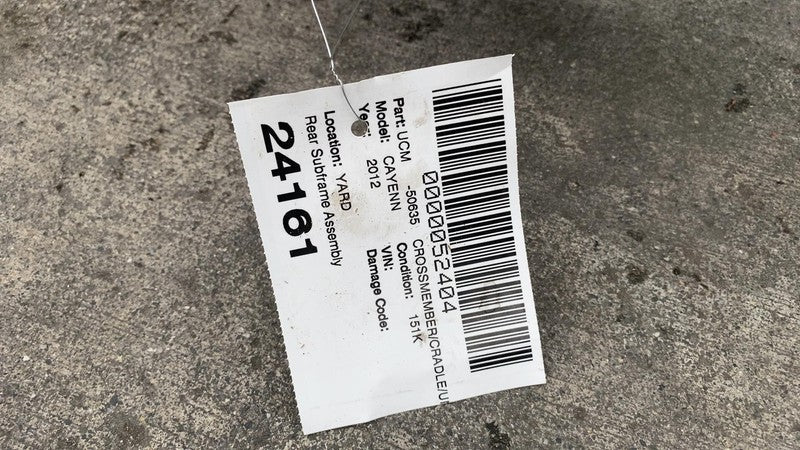 0000052404
Part: UCM -50635 CROSSMEMBER/CRADLE/U
Model: CAYENN Condition: 151K
Year: 2012 VIN:
Damage Code:
Location: YARD
Rear Subframe Assembly
24161